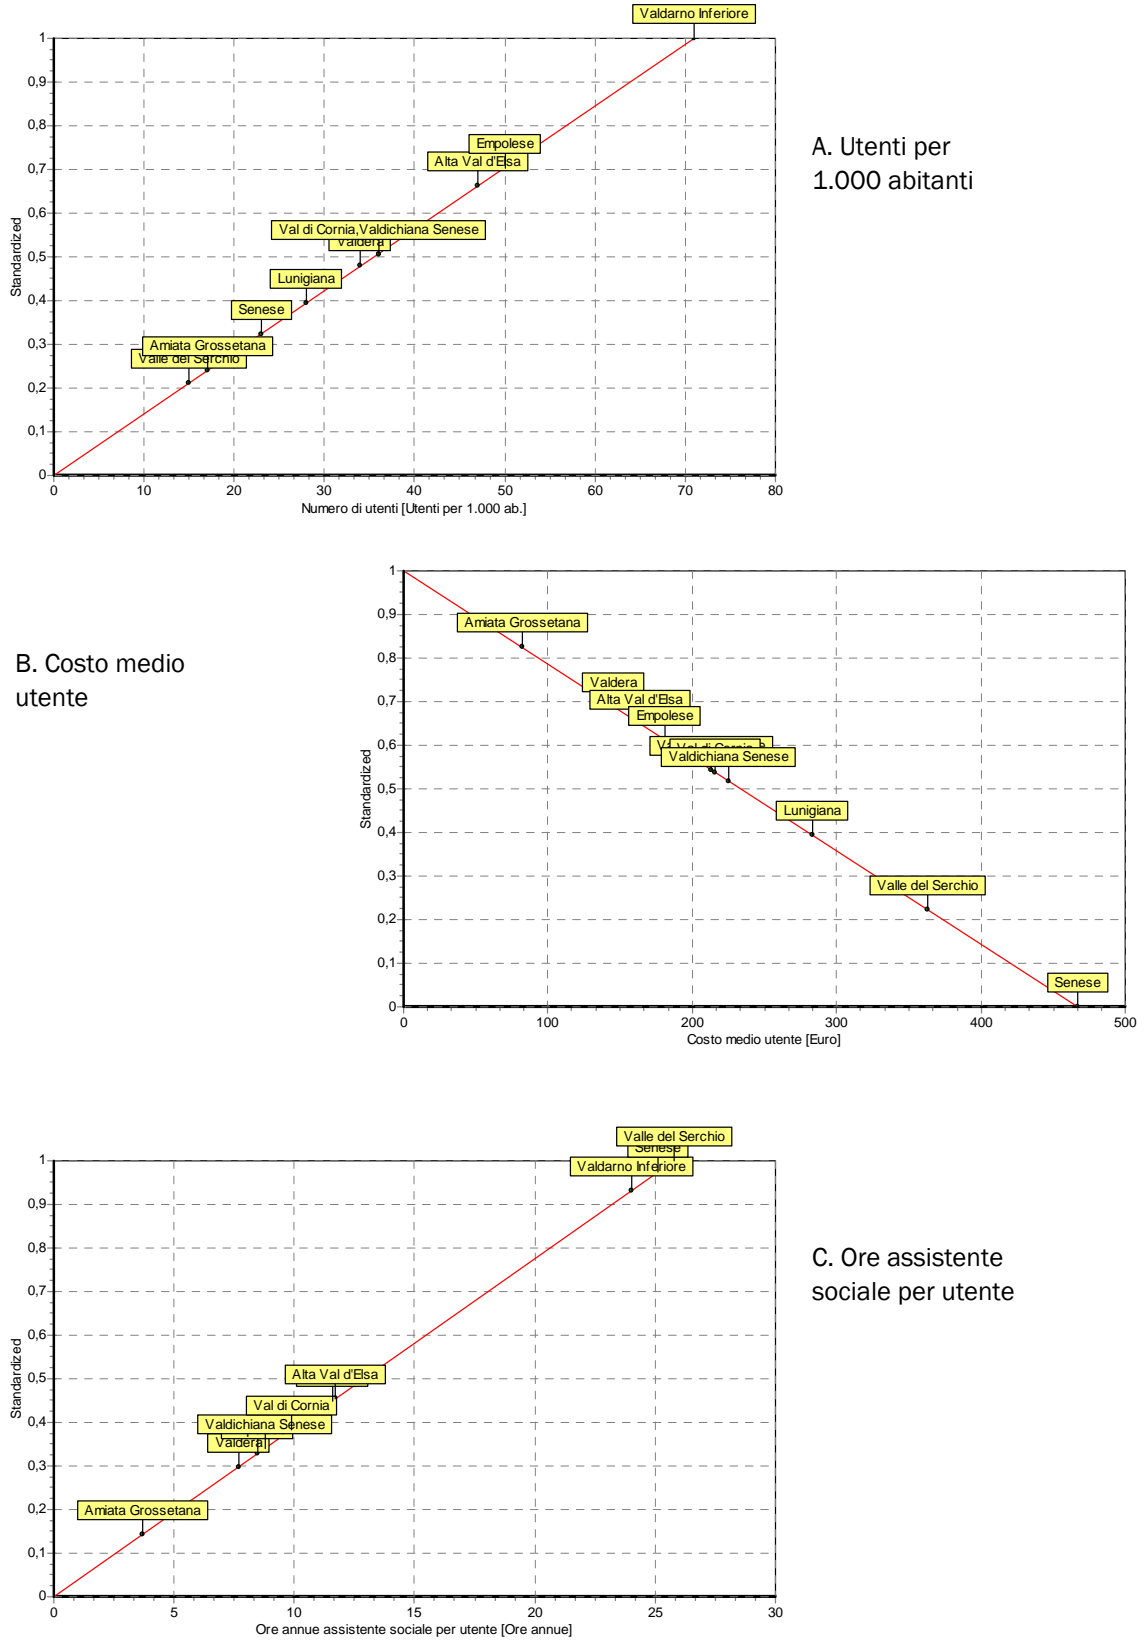 Valdarno Inferiore
1
0,9
0,8
Empolese
Alta Val d'Elsa
0,7
0,6
Val di Cornia,Valdichiana Senese
Valdera
0,5
Lunigiana
0,4
Senese
0,3
Amiata Grossetana
Valle del Serchio
0,2
0,1
0
Standardized
0 10 20 30 40 50 60 70 80
Numero di utenti [Utenti per 1.000 ab.]
A. Utenti per
1.000 abitanti
B. Costo medio
utente
1
0,9
Amiata Grossetana
0,8
Valdera
0,7
Alta Val d'Elsa
Empolese
0,6
Val di Cornia
Valdichiana Senese
0,5
Lunigiana
0,4
0,3
Valle del Serchio
0,2
0,1
Senese
0
Standardized
0 100 200 300 400 500
Costo medio utente [Euro]
Valle del Serchio
Senese
Valdarno Inferiore
1
0,9
0,8
0,7
0,6
0,5
Alta Val d'Elsa
Val di Cornia
0,4
Valdichiana Senese
Valdera
0,3
0,2
Amiata Grossetana
0,1
0
Standardized
0 5 10 15 20 25 30
Ore annue assistente sociale per utente [Ore annue]
C. Ore assistente
sociale per utente